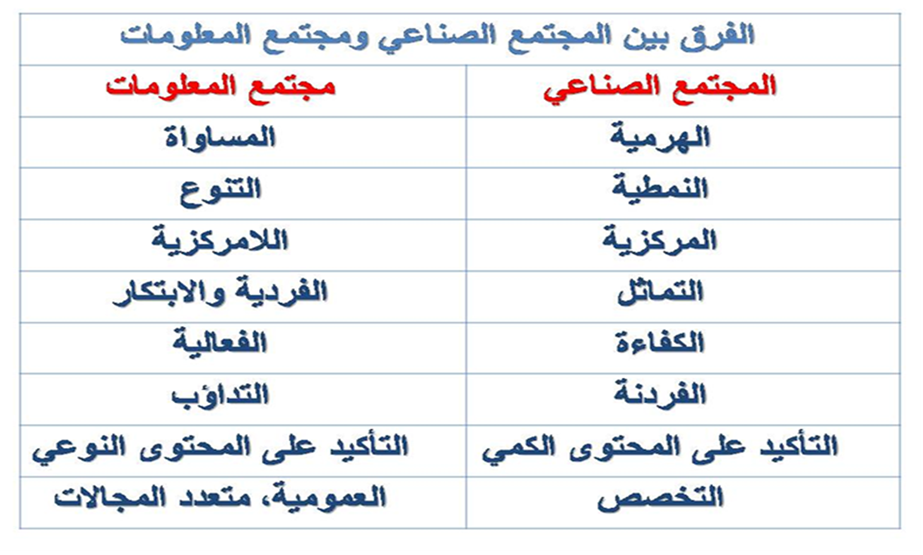 الفرق بين المجتمع الصناعي ومجتمع المعلومات
المجتمع الصناعي مجتمع المعلومات
الهرمية المساواة
النمطية التنوع
المركزية اللامركزية
التماثل الفردية والابتكار
الكفاءة الفعالية
الفردنة التداؤب
التأكيد على المحتوى الكمي التأكيد على المحتوى النوعي
التخصص العمومية، متعدد المجالات